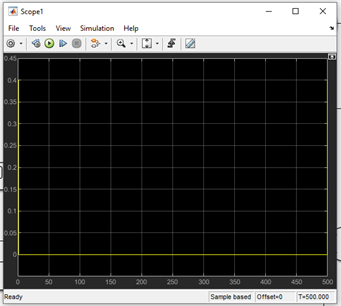 Scope1
File Tools View Simulation Help
0.45
0.4
0.35
0.3
0.25
0.2
0.15
0.1
0.05
0
0 50 100 150 200 250 300 350 400 450 500
Ready Sample based Offset=0 T=500.000